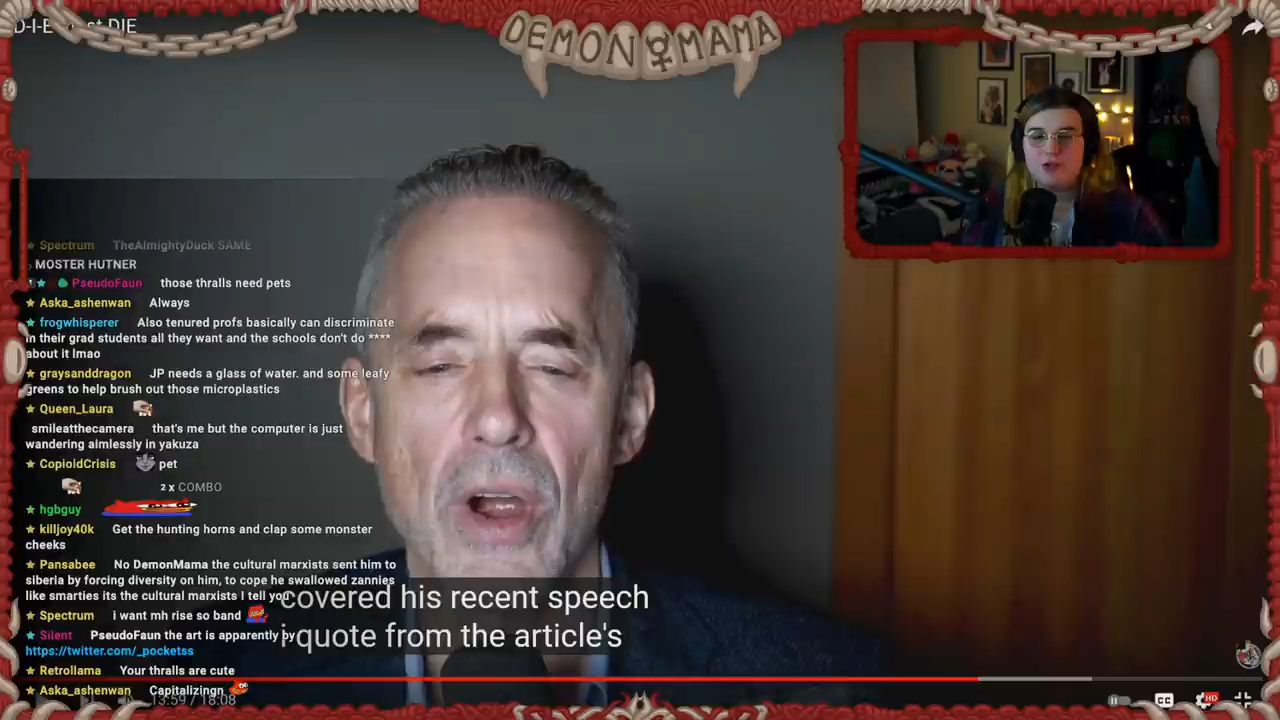 D-I-E
DIE
DEMON MAMA
Spectrum TheAlmightyDuck SAME
MOSTER HUTNER
PseudoFaun those thralls need pets
Aska_ashenwan Always
frogwhisperer Also tenured profs basically can discriminate
in their grad students all they want and the schools don't do ****
about it lmao
graysanddragon JP needs a glass of water. and some leafy
greens to help brush out those microplastics
Queen_Laura
smileatthecamera that's me but the computer is just
wandering aimlessly in yakuza
CopioidCrisis pet
2 x COMBO
hgbguy
killjoy40k Get the hunting horns and clap some monster
cheeks
Pansabee No DemonMama the cultural marxists sent him to
siberia by forcing diversity on him, to cope he swallowed zannies
like smarties its the cultural marxists I tell you
Spectrum i want mh rise so band
Silent PseudoFaun the art is apparently by
https://twitter.com/_pocketss
Retrollama Your thralls are cute
Aska_ashenwan Capitalizingn
covered his recent speech
quote from the article's
13:59 / 18:08
CC
HD